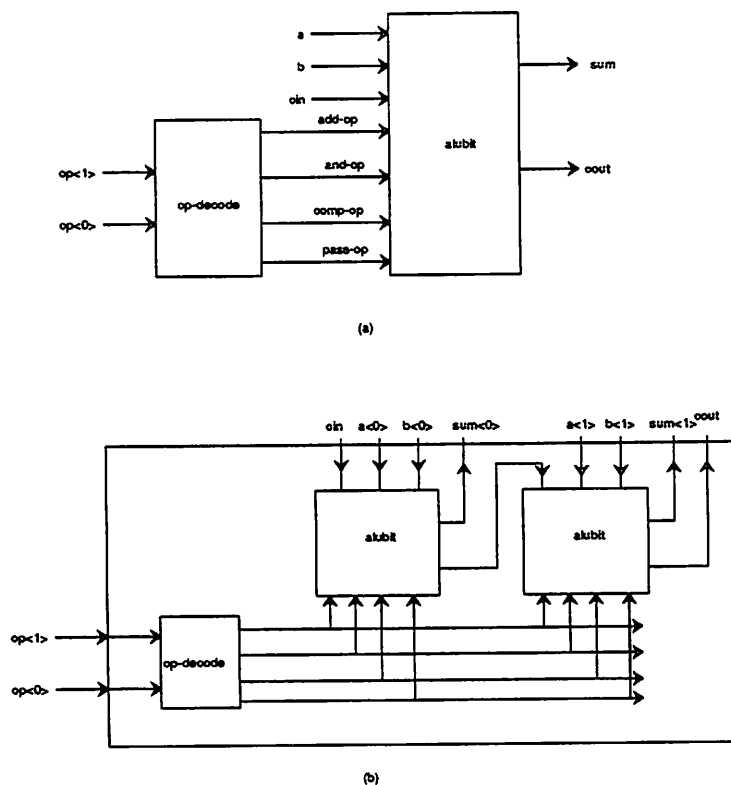 a
b
cin
add-op
and-op
comp-op
pass-op
op<1>
op<0>
op-decode
alubit
sum
cout
(a)
cin a<0> b<0> sum<0> a<1> b<1> sum<1> cout
alubit
alubit
op<1>
op<0>
op-decode
(b)